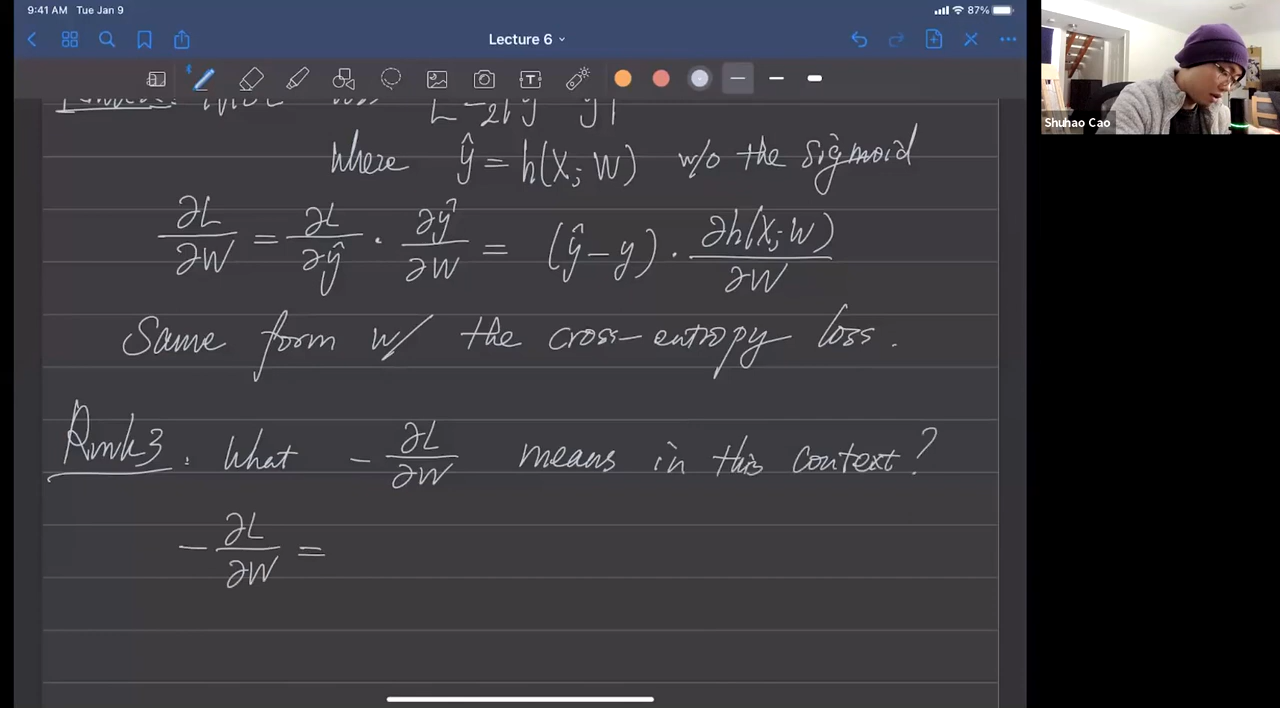 9:41 AM Tue Jan 9
87%
Lecture 6
Shuhao Cao
where ŷ = h(X; W) w/o the sigmoid
∂L/∂W = ∂L/∂ŷ · ∂ŷ/∂W = (ŷ − y) · ∂h(X; W)/∂W
Same form w/ the cross-entropy loss.
Rmk3. What −∂L/∂W means in this context?
−∂L/∂W =